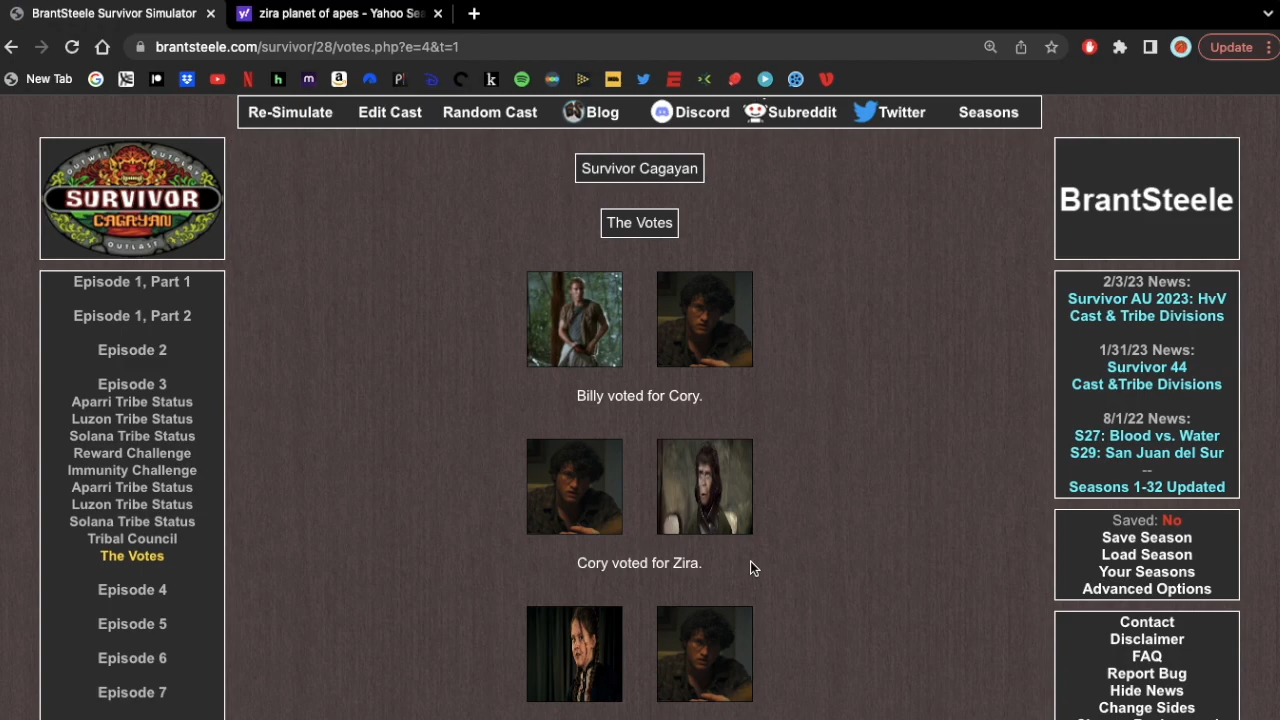 BrantSteele Survivor Simulator
zira planet of apes - Yahoo Se
brantsteele.com/survivor/28/votes.php?e=4&t=1
Update
New Tab
Re-Simulate Edit Cast Random Cast Blog Discord Subreddit Twitter Seasons
OUTWIT OUTPLAY
SURVIVOR
CAGAYAN
OUTLAST
Episode 1, Part 1
Episode 1, Part 2
Episode 2
Episode 3
Aparri Tribe Status
Luzon Tribe Status
Solana Tribe Status
Reward Challenge
Immunity Challenge
Aparri Tribe Status
Luzon Tribe Status
Solana Tribe Status
Tribal Council
The Votes
Episode 4
Episode 5
Episode 6
Episode 7
Survivor Cagayan
The Votes
Billy voted for Cory.
Cory voted for Zira.
BrantSteele
2/3/23 News:
Survivor AU 2023: HvV
Cast & Tribe Divisions
1/31/23 News:
Survivor 44
Cast &Tribe Divisions
8/1/22 News:
S27: Blood vs. Water
S29: San Juan del Sur
--
Seasons 1-32 Updated
Saved: No
Save Season
Load Season
Your Seasons
Advanced Options
Contact
Disclaimer
FAQ
Report Bug
Hide News
Change Sides